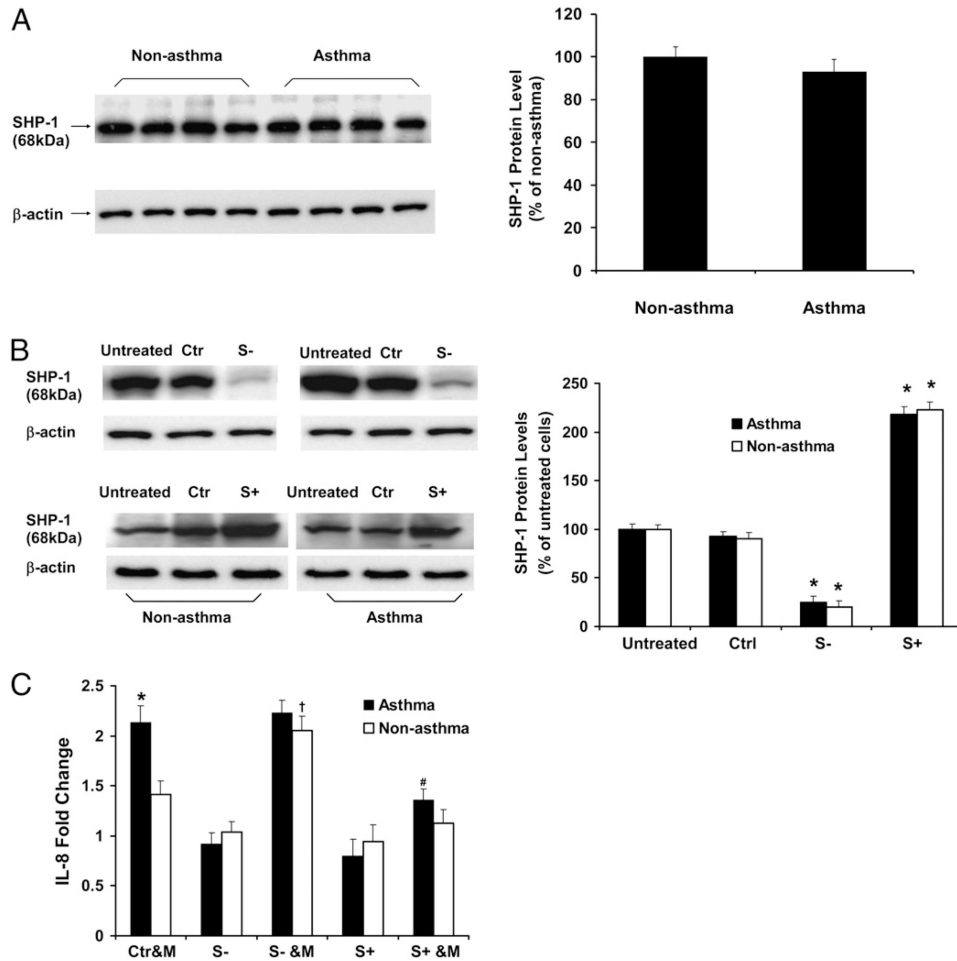 A
Non-asthma Asthma
SHP-1
(68kDa)
β-actin
SHP-1 Protein Level
(% of non-asthma)
120
100
80
60
40
20
0
Non-asthma Asthma
B
Untreated Ctr S- Untreated Ctr S-
SHP-1
(68kDa)
β-actin
Untreated Ctr S+ Untreated Ctr S+
SHP-1
(68kDa)
β-actin
Non-asthma Asthma
SHP-1 Protein Levels
(% of untreated cells)
250
200
150
100
50
0
Asthma
Non-asthma
* *
* *
Untreated Ctrl S- S+
C
IL-8 Fold Change
2.5
2
1.5
1
0.5
0
Asthma
Non-asthma
*
†
#
Ctr&M S- S- &M S+ S+ &M